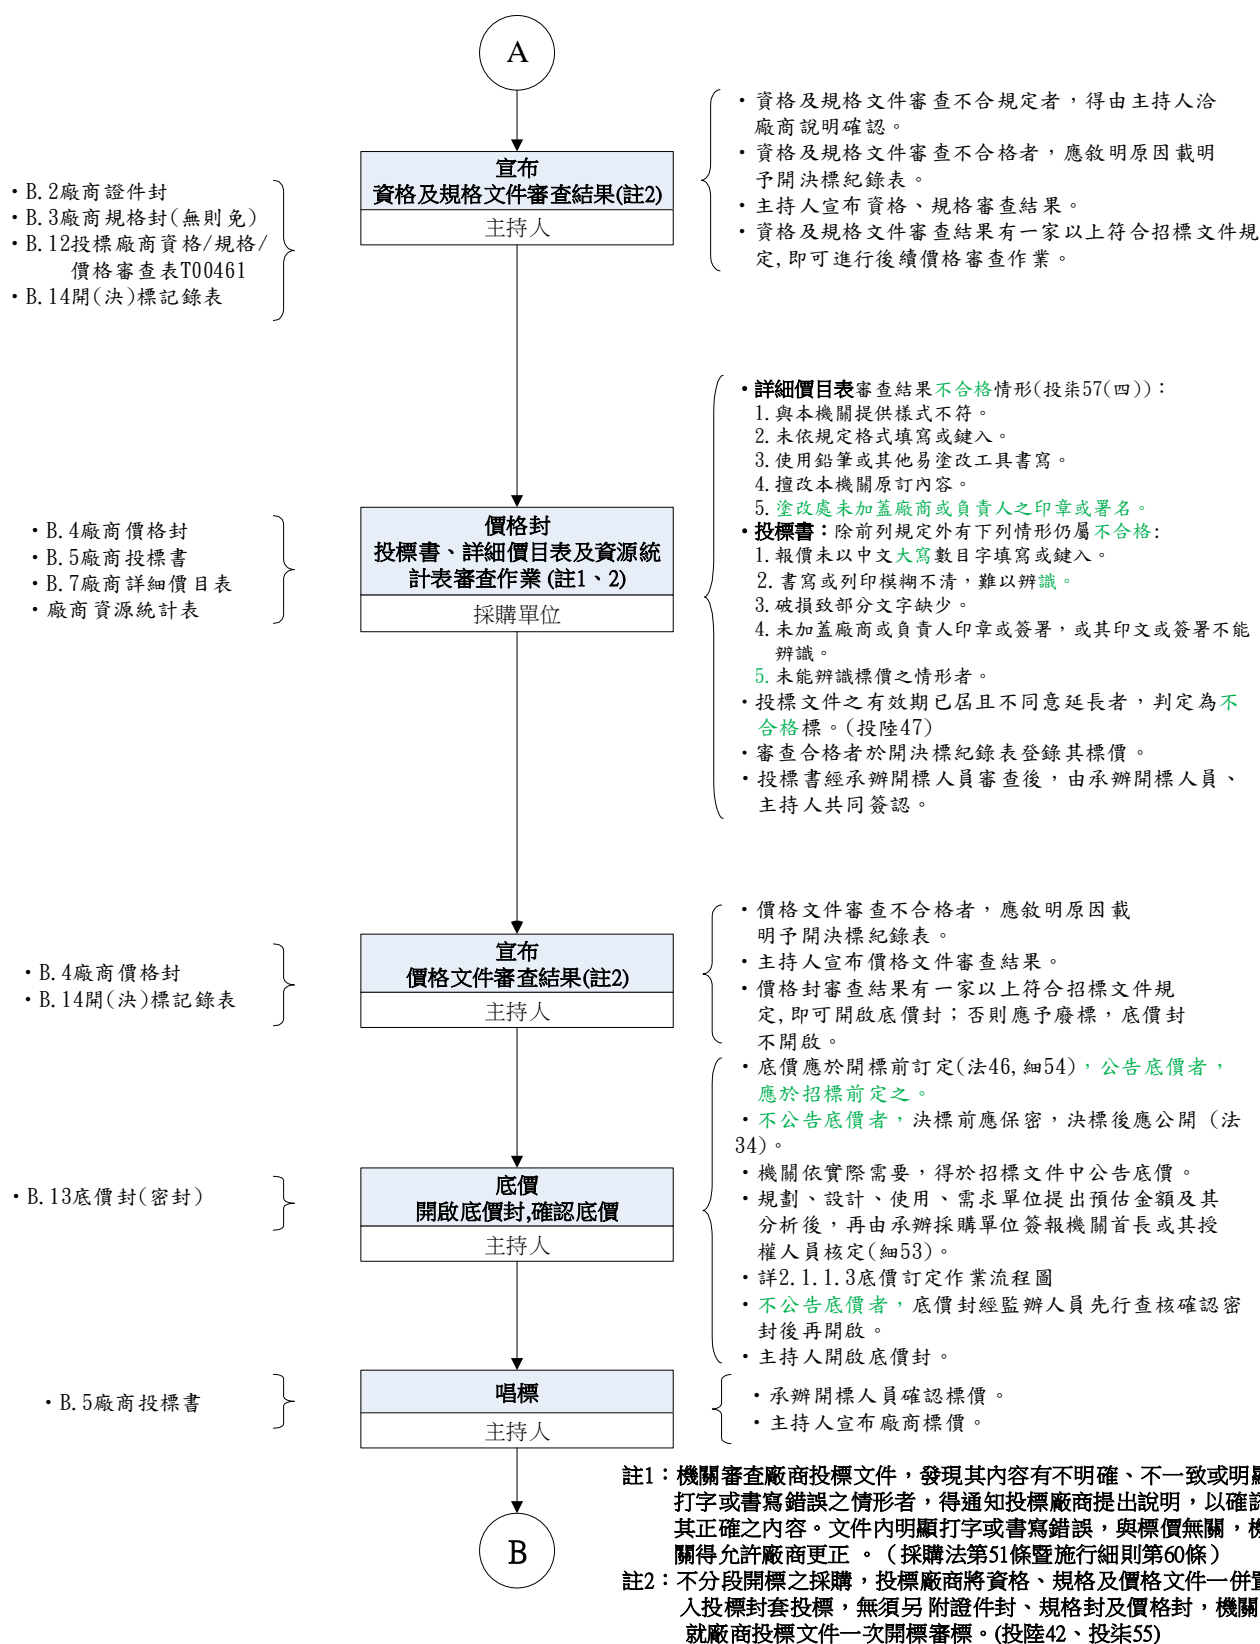 A
宣布
資格及規格文件審查結果(註2)
主持人
・B.2廠商證件封
・B.3廠商規格封(無則免)
・B.12投標廠商資格/規格/
價格審查表T00461
・B.14開(決)標記錄表
・資格及規格文件審查不合規定者，得由主持人洽
廠商說明確認。
・資格及規格文件審查不合格者，應敘明原因載明
予開決標紀錄表。
・主持人宣布資格、規格審查結果。
・資格及規格文件審查結果有一家以上符合招標文件規
定,即可進行後續價格審查作業。
價格封
投標書、詳細價目表及資源統
計表審查作業(註1、2)
採購單位
・B.4廠商價格封
・B.5廠商投標書
・B.7廠商詳細價目表
・廠商資源統計表
・詳細價目表審查結果不合格情形(投柒57(四))：
1.與本機關提供樣式不符。
2.未依規定格式填寫或鍵入。
3.使用鉛筆或其他易塗改工具書寫。
4.擅改本機關原訂內容。
5.塗改處未加蓋廠商或負責人之印章或署名。
・投標書：除前列規定外有下列情形仍屬不合格:
1.報價未以中文大寫數目字填寫或鍵入。
2.書寫或列印模糊不清，難以辨識。
3.破損致部分文字缺少。
4.未加蓋廠商或負責人印章或簽署，或其印文或簽署不能
辨識。
5.未能辨識標價之情形者。
・投標文件之有效期已屆且不同意延長者，判定為不
合格標。(投陸47)
・審查合格者於開決標紀錄表登錄其標價。
・投標書經承辦開標人員審查後，由承辦開標人員、
主持人共同簽認。
宣布
價格文件審查結果(註2)
主持人
・B.4廠商價格封
・B.14開(決)標記錄表
・價格文件審查不合格者，應敘明原因載
明予開決標紀錄表。
・主持人宣布價格文件審查結果。
・價格封審查結果有一家以上符合招標文件規
定,即可開啟底價封；否則應予廢標，底價封
不開啟。
底價
開啟底價封,確認底價
主持人
・B.13底價封(密封)
・底價應於開標前訂定(法46,細54)，公告底價者，
應於招標前定之。
・不公告底價者，決標前應保密，決標後應公開 (法
34)。
・機關依實際需要，得於招標文件中公告底價。
・規劃、設計、使用、需求單位提出預估金額及其
分析後，再由承辦採購單位簽報機關首長或其授
權人員核定(細53)。
・詳2.1.1.3底價訂定作業流程圖
・不公告底價者，底價封經監辦人員先行查核確認密
封後再開啟。
・主持人開啟底價封。
唱標
主持人
・B.5廠商投標書
・承辦開標人員確認標價。
・主持人宣布廠商標價。
B
註1：機關審查廠商投標文件，發現其內容有不明確、不一致或明顯
打字或書寫錯誤之情形者，得通知投標廠商提出說明，以確認
其正確之內容。文件內明顯打字或書寫錯誤，與標價無關，機
關得允許廠商更正。（採購法第51條暨施行細則第60條）
註2：不分段開標之採購，投標廠商將資格、規格及價格文件一併置
入投標封套投標，無須另附證件封、規格封及價格封，機關
就廠商投標文件一次開標審標。(投陸42、投柒55)